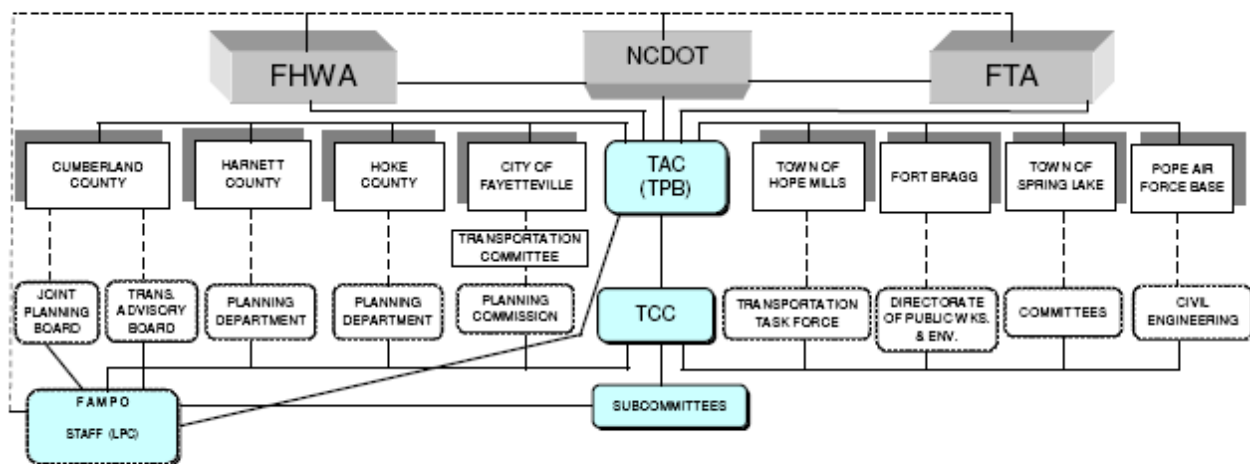 FHWA
NCDOT
FTA
CUMBERLAND
COUNTY
HARNETT
COUNTY
HOKE
COUNTY
CITY OF
FAYETTEVILLE
TAC
(TPB)
TOWN OF
HOPE MILLS
FORT BRAGG
TOWN OF
SPRING LAKE
POPE AIR
FORCE BASE
TRANSPORTATION
COMMITTEE
JOINT
PLANNING
BOARD
TRANS.
ADVISORY
BOARD
PLANNING
DEPARTMENT
PLANNING
DEPARTMENT
PLANNING
COMMISSION
TCC
TRANSPORTATION
TASK FORCE
DIRECTORATE
OF PUBLIC WKS.
& ENV.
COMMITTEES
CIVIL
ENGINEERING
FAMPO
STAFF (LPC)
SUBCOMMITTEES